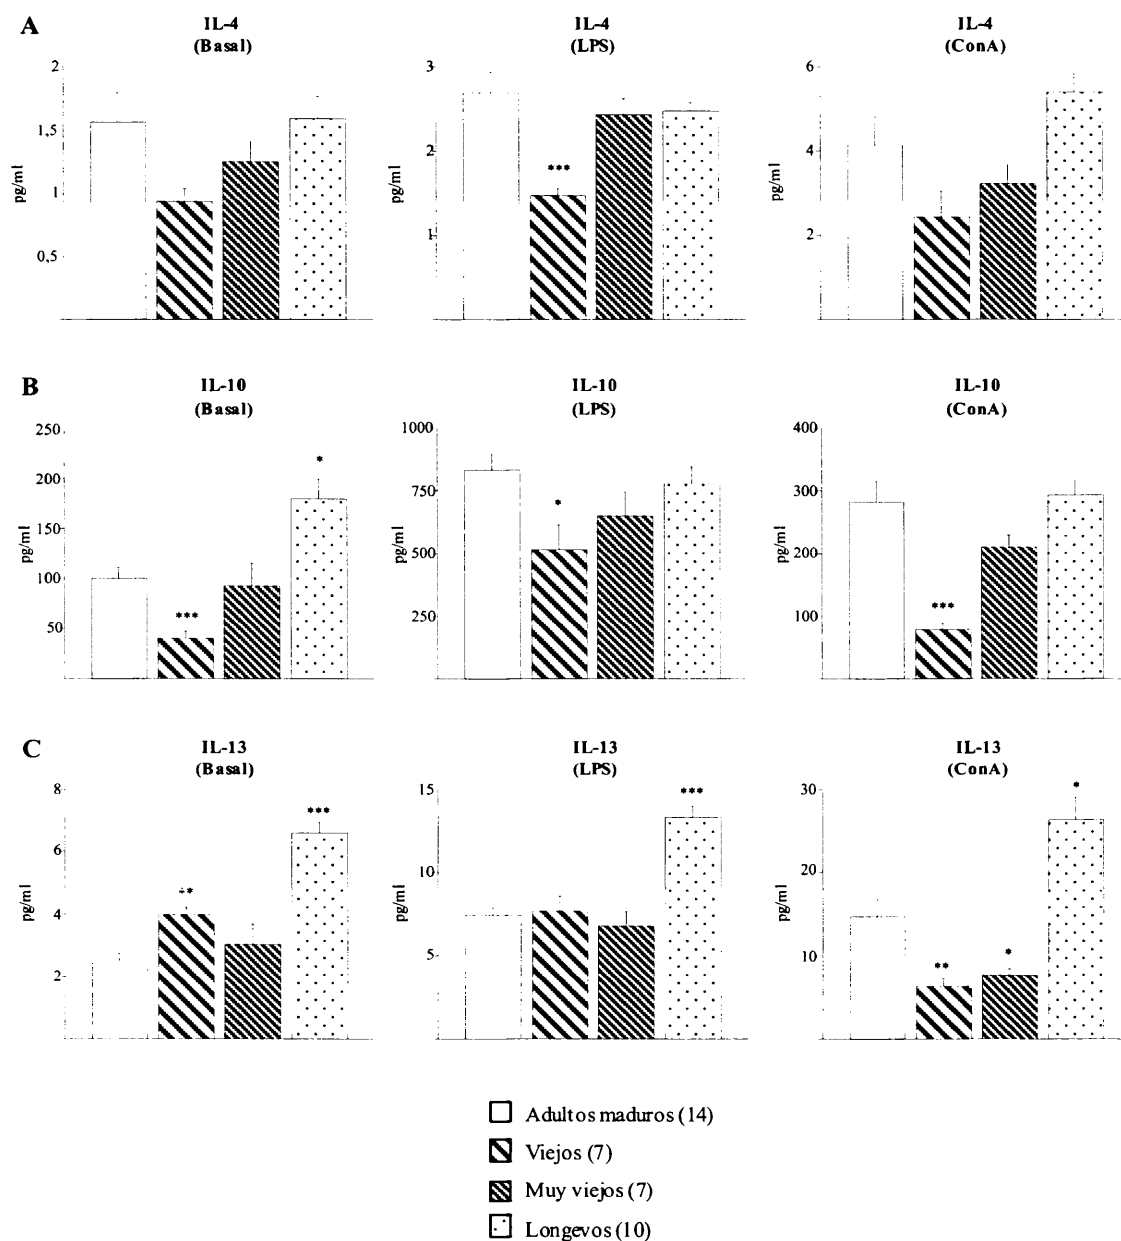 A
IL-4
(Basal)
IL-4
(LPS)
IL-4
(ConA)
2
1,5
1
0,5
pg/ml
3
2
1
pg/ml
6
4
2
pg/ml
***
B
IL-10
(Basal)
IL-10
(LPS)
IL-10
(ConA)
250
200
150
100
50
pg/ml
***
*
1000
750
500
250
pg/ml
*
400
300
200
100
pg/ml
***
C
IL-13
(Basal)
IL-13
(LPS)
IL-13
(ConA)
8
6
4
2
pg/ml
**
***
15
10
5
pg/ml
***
30
20
10
pg/ml
**
*
*
Adultos maduros (14)
Viejos (7)
Muy viejos (7)
Longevos (10)